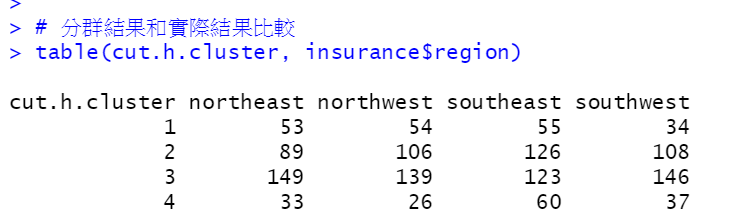 >
> # 分群結果和實際結果比較
> table(cut.h.cluster, insurance$region)
cut.h.cluster northeast northwest southeast southwest
1 53 54 55 34
2 89 106 126 108
3 149 139 123 146
4 33 26 60 37